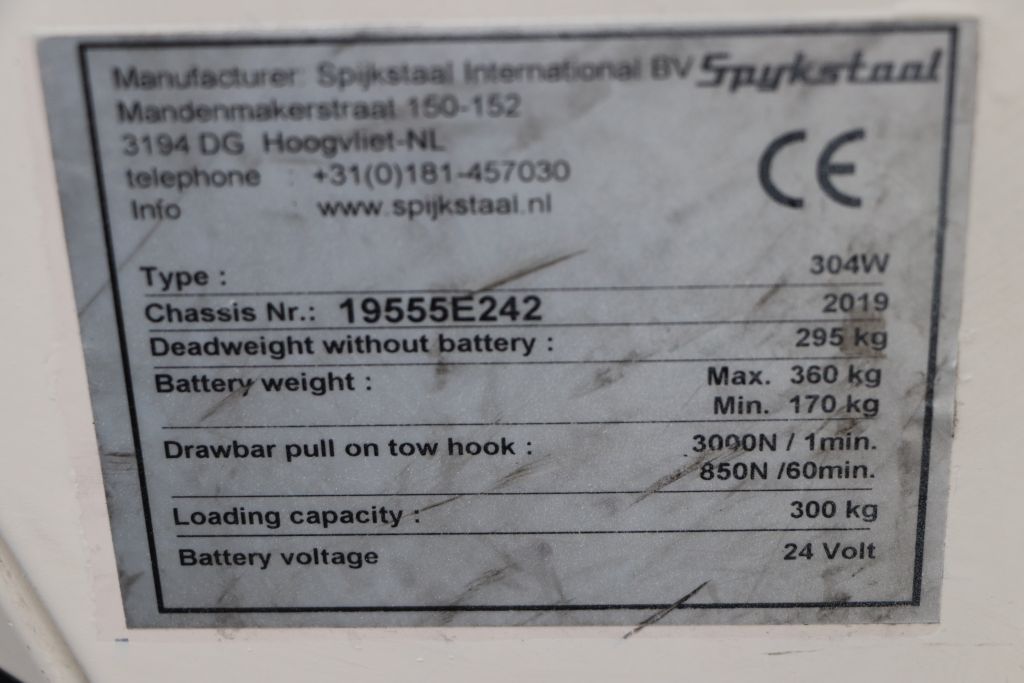 Manufacturer: Spijkstaal International BV Spykstaal
Mandenmakerstraat 150-152
3194 DG Hoogvliet-NL
telephone : +31(0)181-457030
Info www.spijkstaal.nl
CE
Type : 304W
Chassis Nr.: 19555E242 2019
Deadweight without battery : 295 kg
Battery weight : Max. 360 kg
Min. 170 kg
Drawbar pull on tow hook : 3000N / 1min.
850N /60min.
Loading capacity : 300 kg
Battery voltage 24 Volt